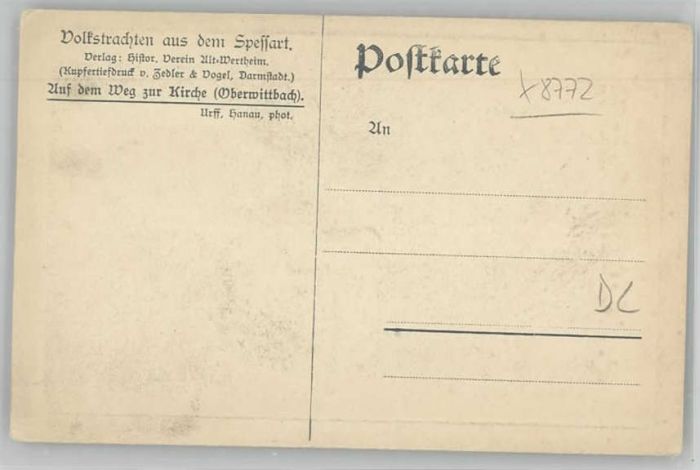 Volkstrachten aus dem Spessart.
Verlag: Histor. Verein Alt-Wertheim.
(Kupfertiefdruck v. Zedler & Vogel, Darmstadt.)
Auf dem Weg zur Kirche (Oberwittbach).
Urff, Hanau, phot.
Postkarte
x8772
An
DL